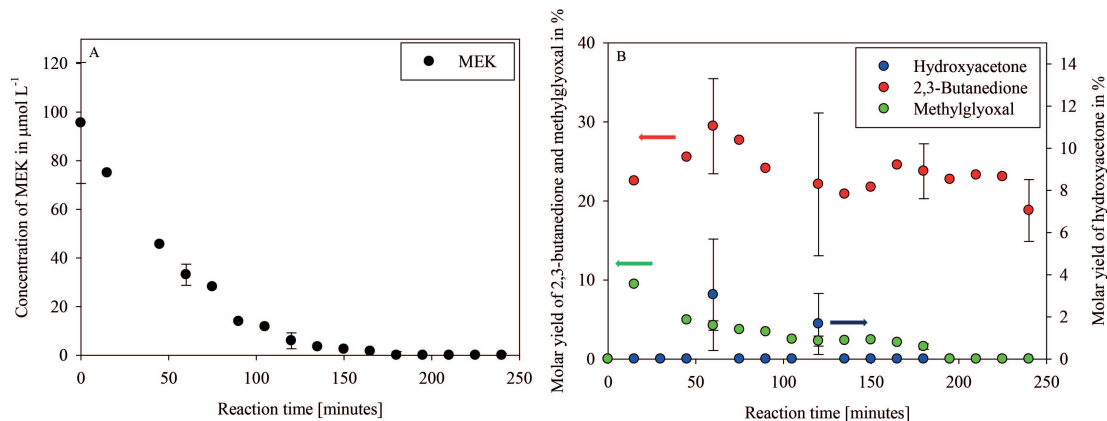 A
MEK
Concentration of MEK in µmol L⁻¹
120
100
80
60
40
20
0
0 50 100 150 200 250
Reaction time [minutes]
B
Hydroxyacetone
2,3-Butanedione
Methylglyoxal
Molar yield of 2,3-butanedione and methylglyoxal in %
40
30
20
10
0
14
12
10
8
6
4
2
0
Molar yield of hydroxyacetone in %
0 50 100 150 200 250
Reaction time [minutes]